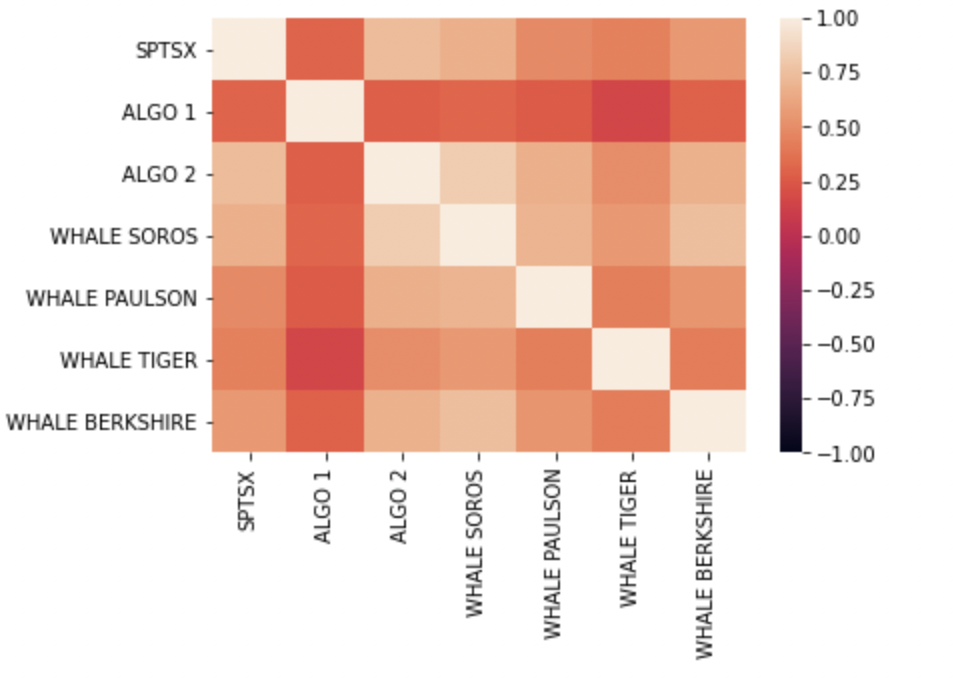 SPTSX
ALGO 1
ALGO 2
WHALE SOROS
WHALE PAULSON
WHALE TIGER
WHALE BERKSHIRE
SPTSX
ALGO 1
ALGO 2
WHALE SOROS
WHALE PAULSON
WHALE TIGER
WHALE BERKSHIRE
1.00
0.75
0.50
0.25
0.00
−0.25
−0.50
−0.75
−1.00